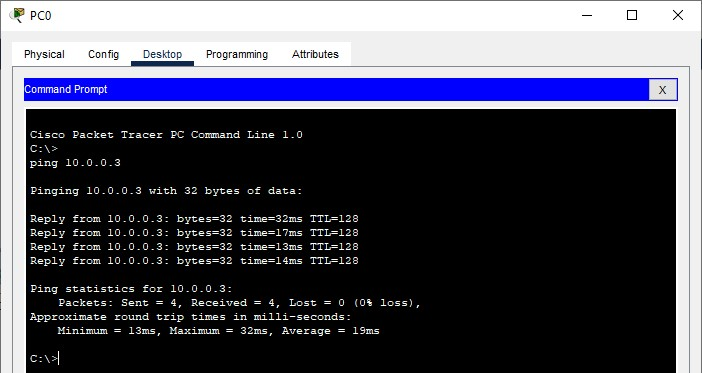 PC0
Physical Config Desktop Programming Attributes
Command Prompt
X
Cisco Packet Tracer PC Command Line 1.0
C:\>
ping 10.0.0.3
Pinging 10.0.0.3 with 32 bytes of data:
Reply from 10.0.0.3: bytes=32 time=32ms TTL=128
Reply from 10.0.0.3: bytes=32 time=17ms TTL=128
Reply from 10.0.0.3: bytes=32 time=13ms TTL=128
Reply from 10.0.0.3: bytes=32 time=14ms TTL=128
Ping statistics for 10.0.0.3:
Packets: Sent = 4, Received = 4, Lost = 0 (0% loss),
Approximate round trip times in milli-seconds:
Minimum = 13ms, Maximum = 32ms, Average = 19ms
C:\>